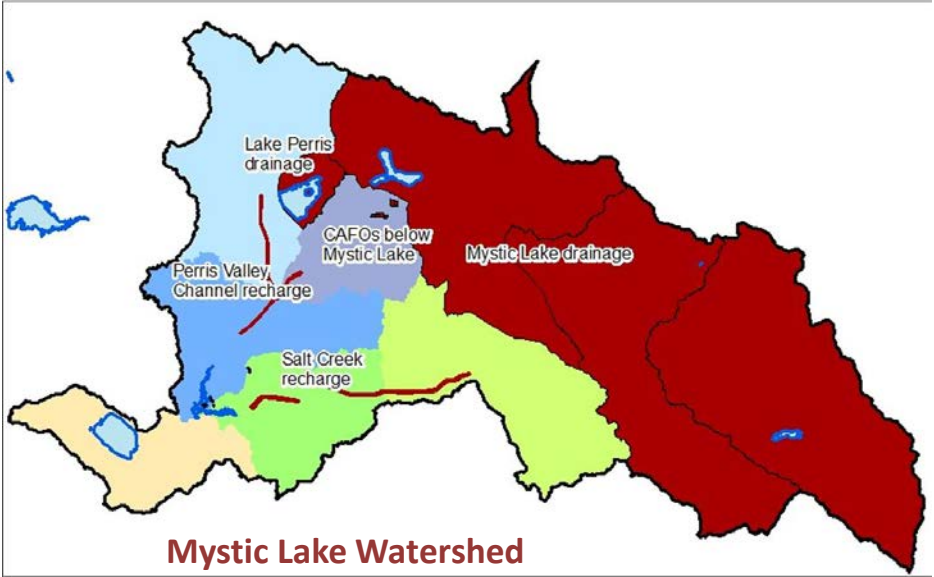 Lake Perris
drainage
CAFOs below
Mystic Lake
Mystic Lake drainage
Perris Valley
Channel recharge
Salt Creek
recharge
Mystic Lake Watershed